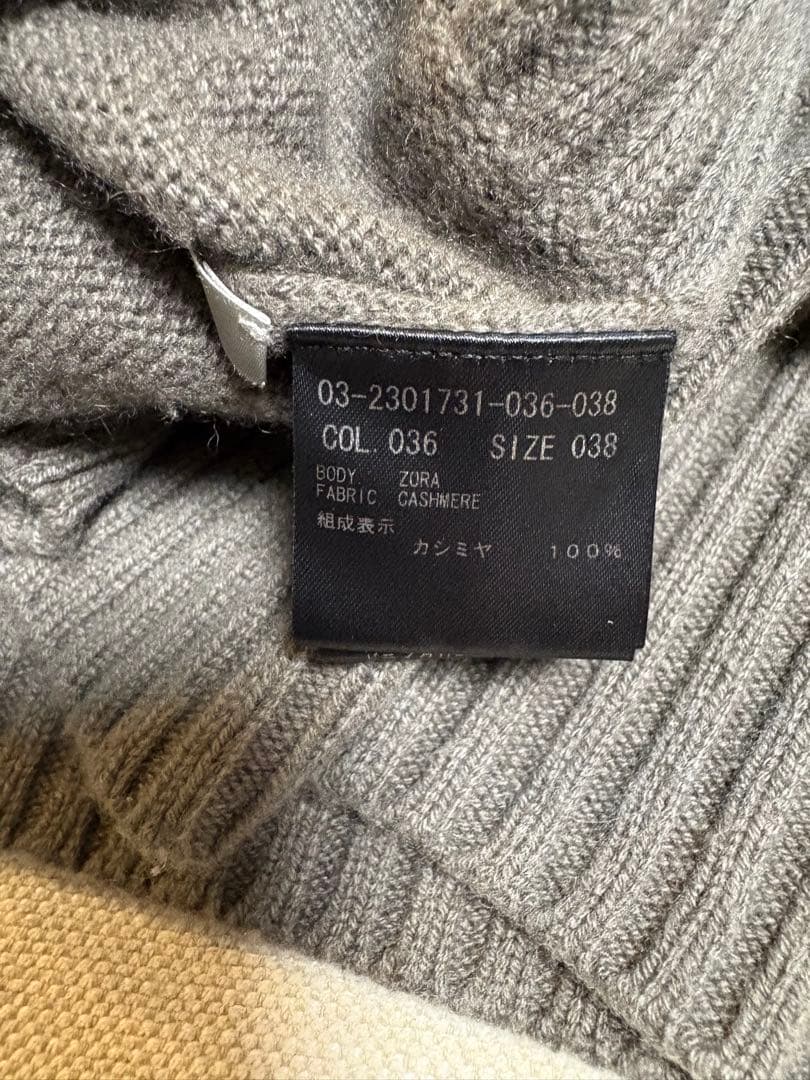 03-2301731-036-038
COL. 036 SIZE 038
BODY ZORA
FABRIC CASHMERE
組成表示
カシミヤ 100%